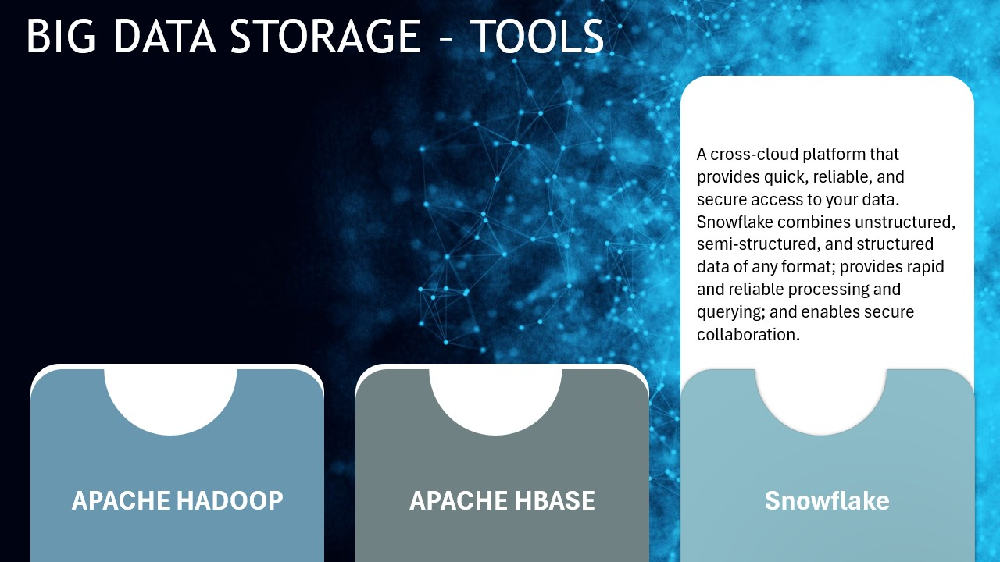 BIG DATA STORAGE - TOOLS
A cross-cloud platform that
provides quick, reliable, and
secure access to your data.
Snowflake combines unstructured,
semi-structured, and structured
data of any format; provides rapid
and reliable processing and
querying; and enables secure
collaboration.
APACHE HADOOP
APACHE HBASE
Snowflake